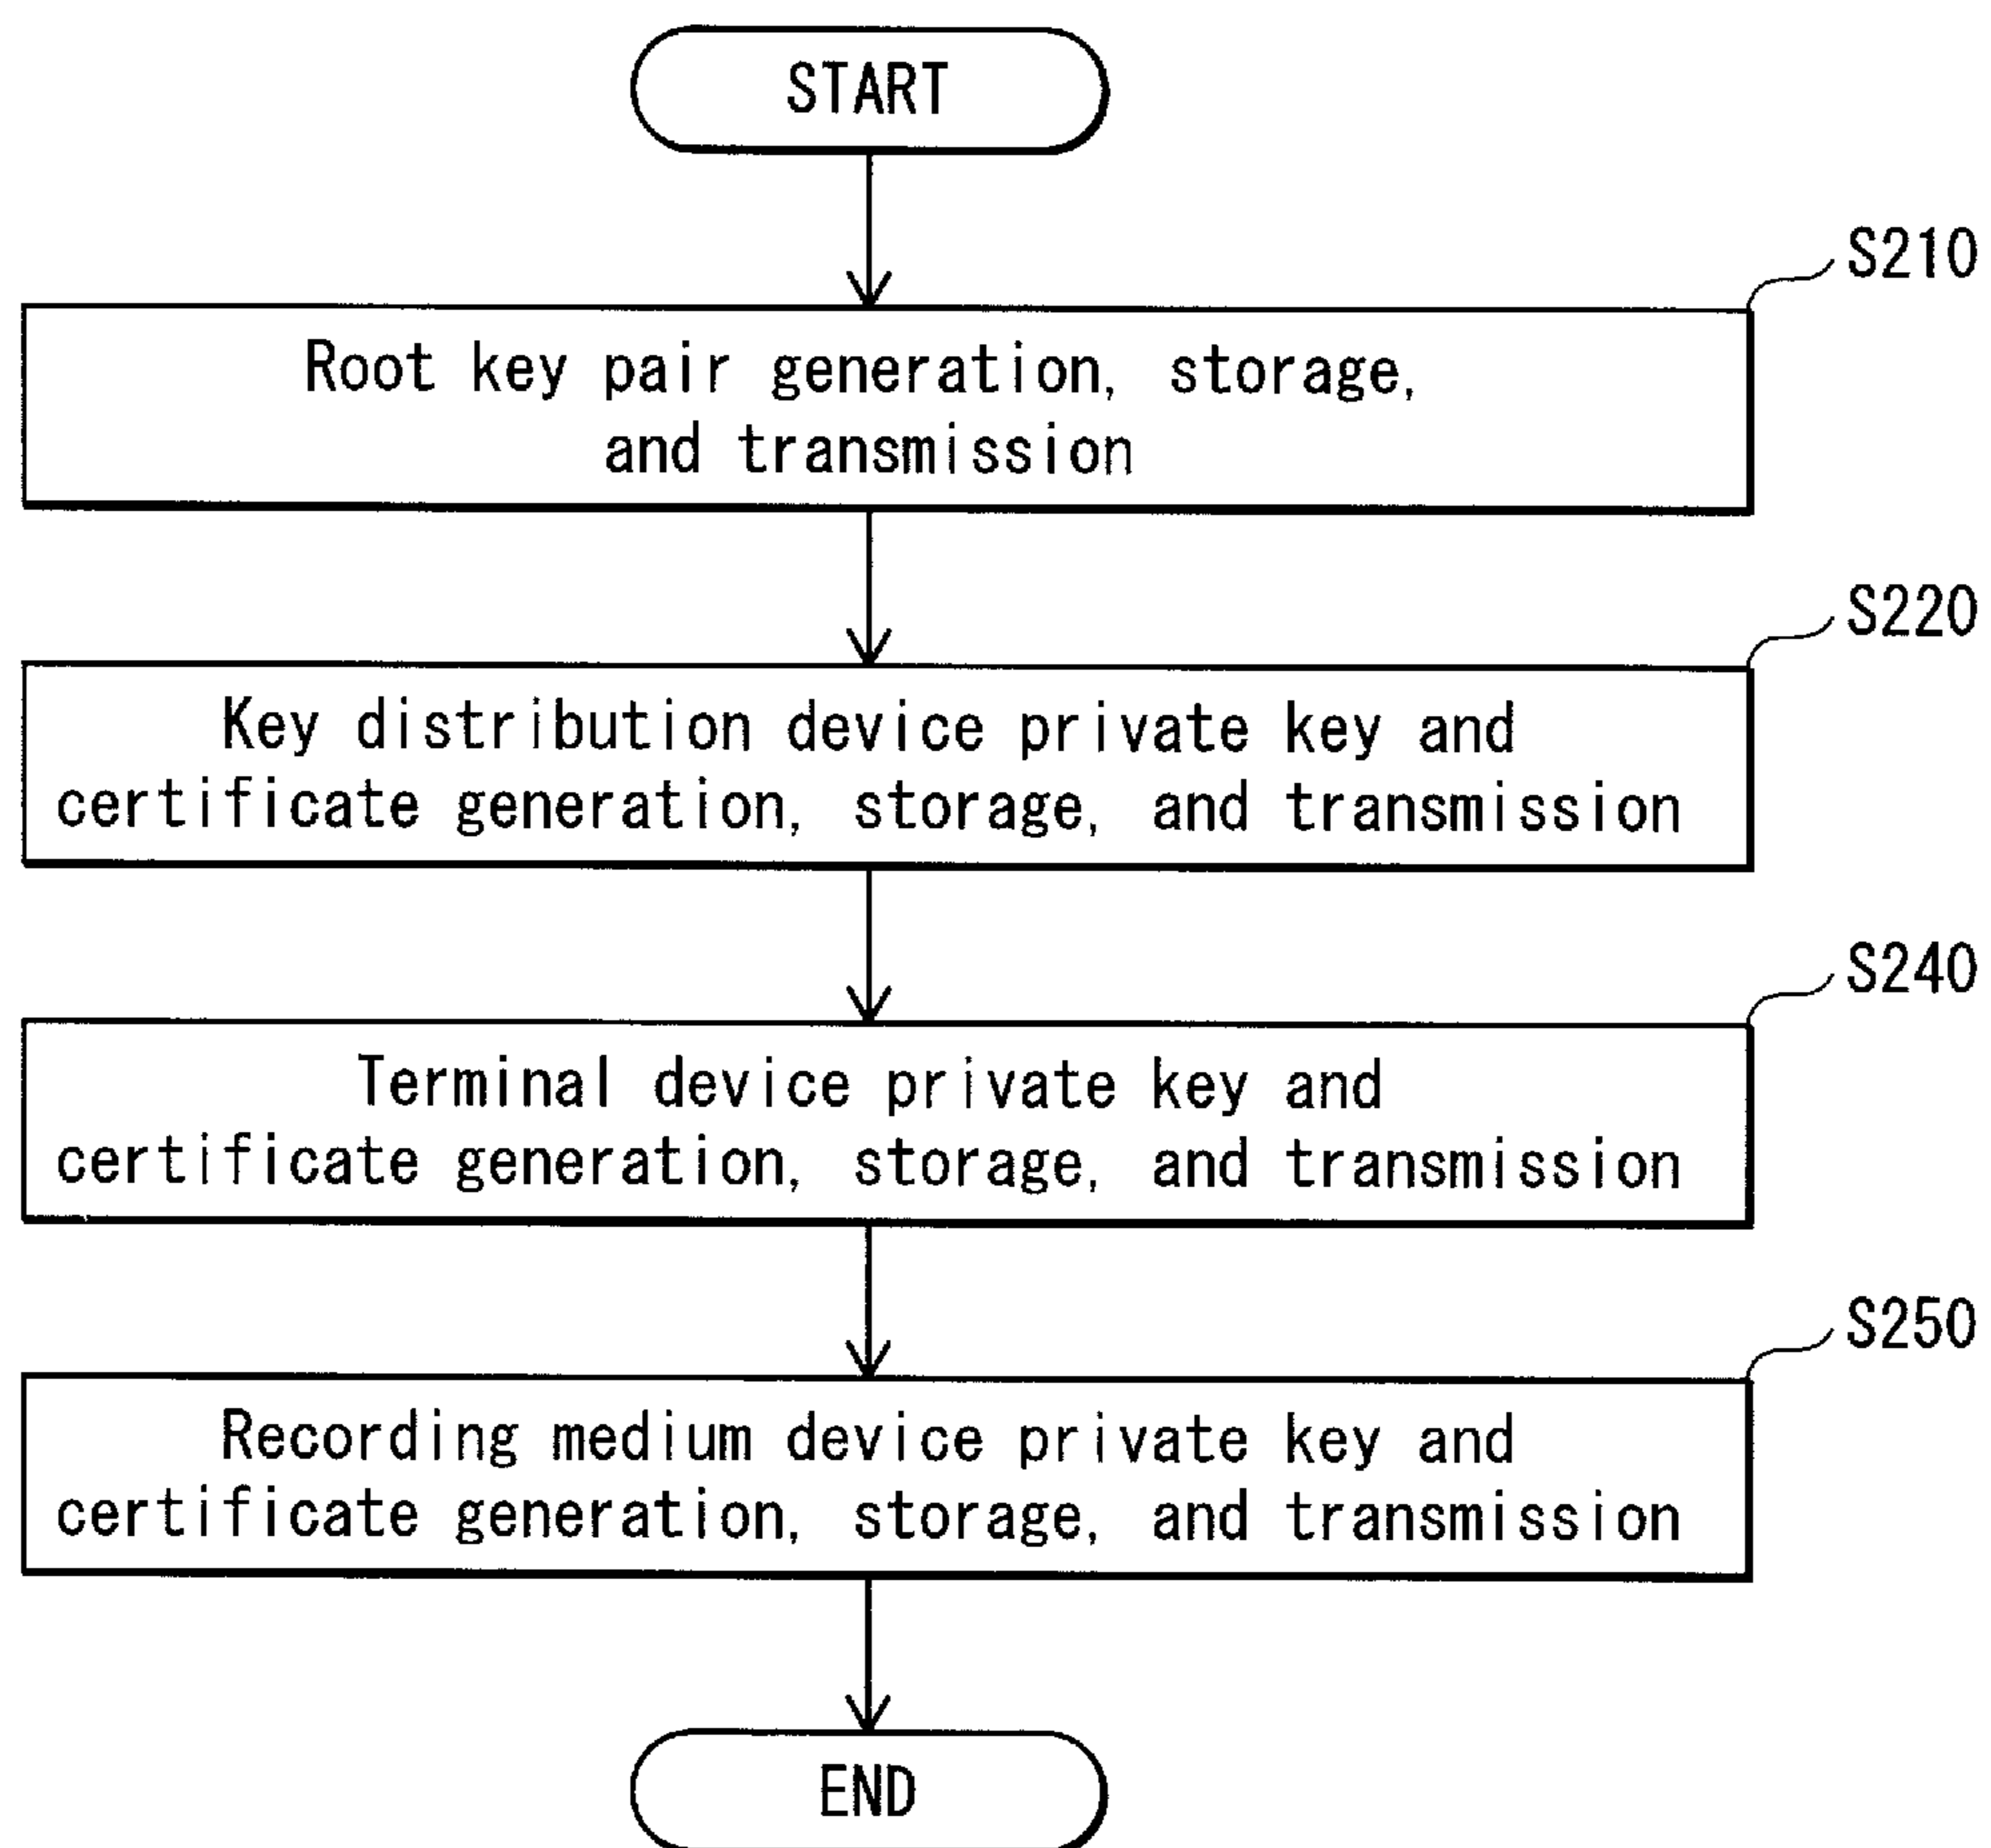 START
S210
Root key pair generation, storage,
and transmission
S220
Key distribution device private key and
certificate generation, storage, and transmission
S240
Terminal device private key and
certificate generation, storage, and transmission
S250
Recording medium device private key and
certificate generation, storage, and transmission
END